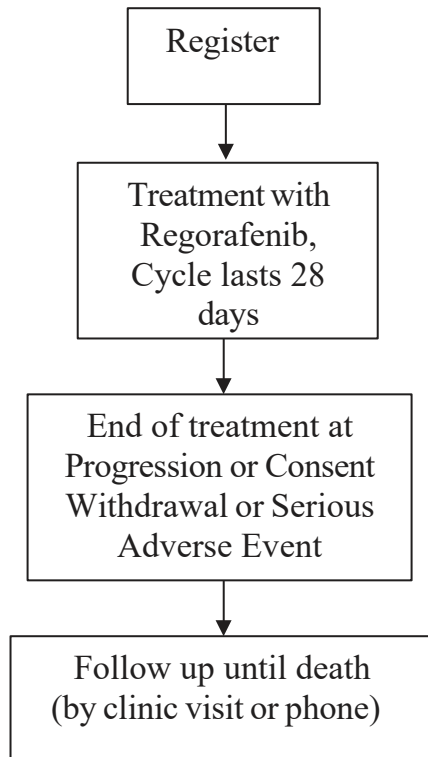 Register
Treatment with
Regorafenib,
Cycle lasts 28
days
End of treatment at
Progression or Consent
Withdrawal or Serious
Adverse Event
Follow up until death
(by clinic visit or phone)